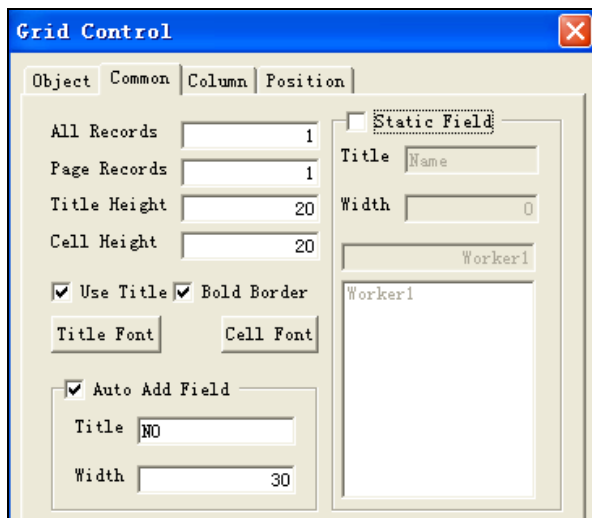 Grid Control
Object Common Column Position
All Records 1
Page Records 1
Title Height 20
Cell Height 20
Use Title Bold Border
Title Font Cell Font
Auto Add Field
Title NO
Width 30
Static Field
Title Name
Width 0
Worker1
Worker1